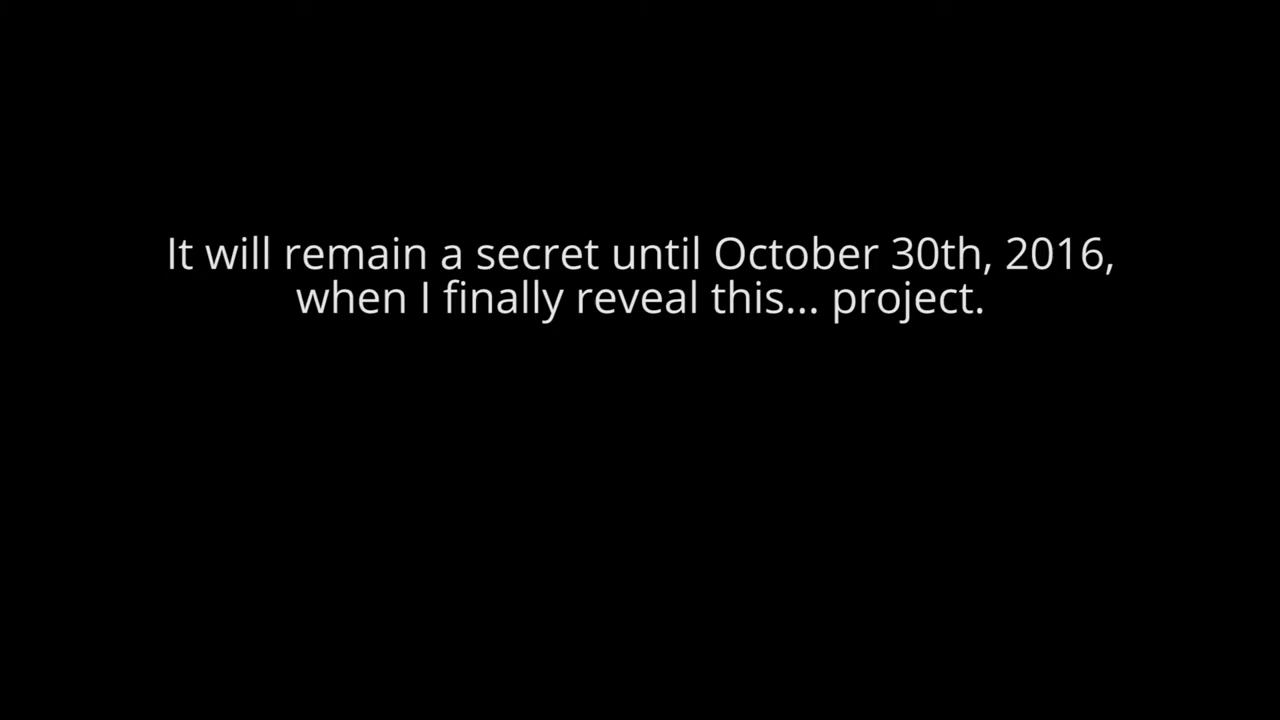 It will remain a secret until October 30th, 2016,
when I finally reveal this... project.